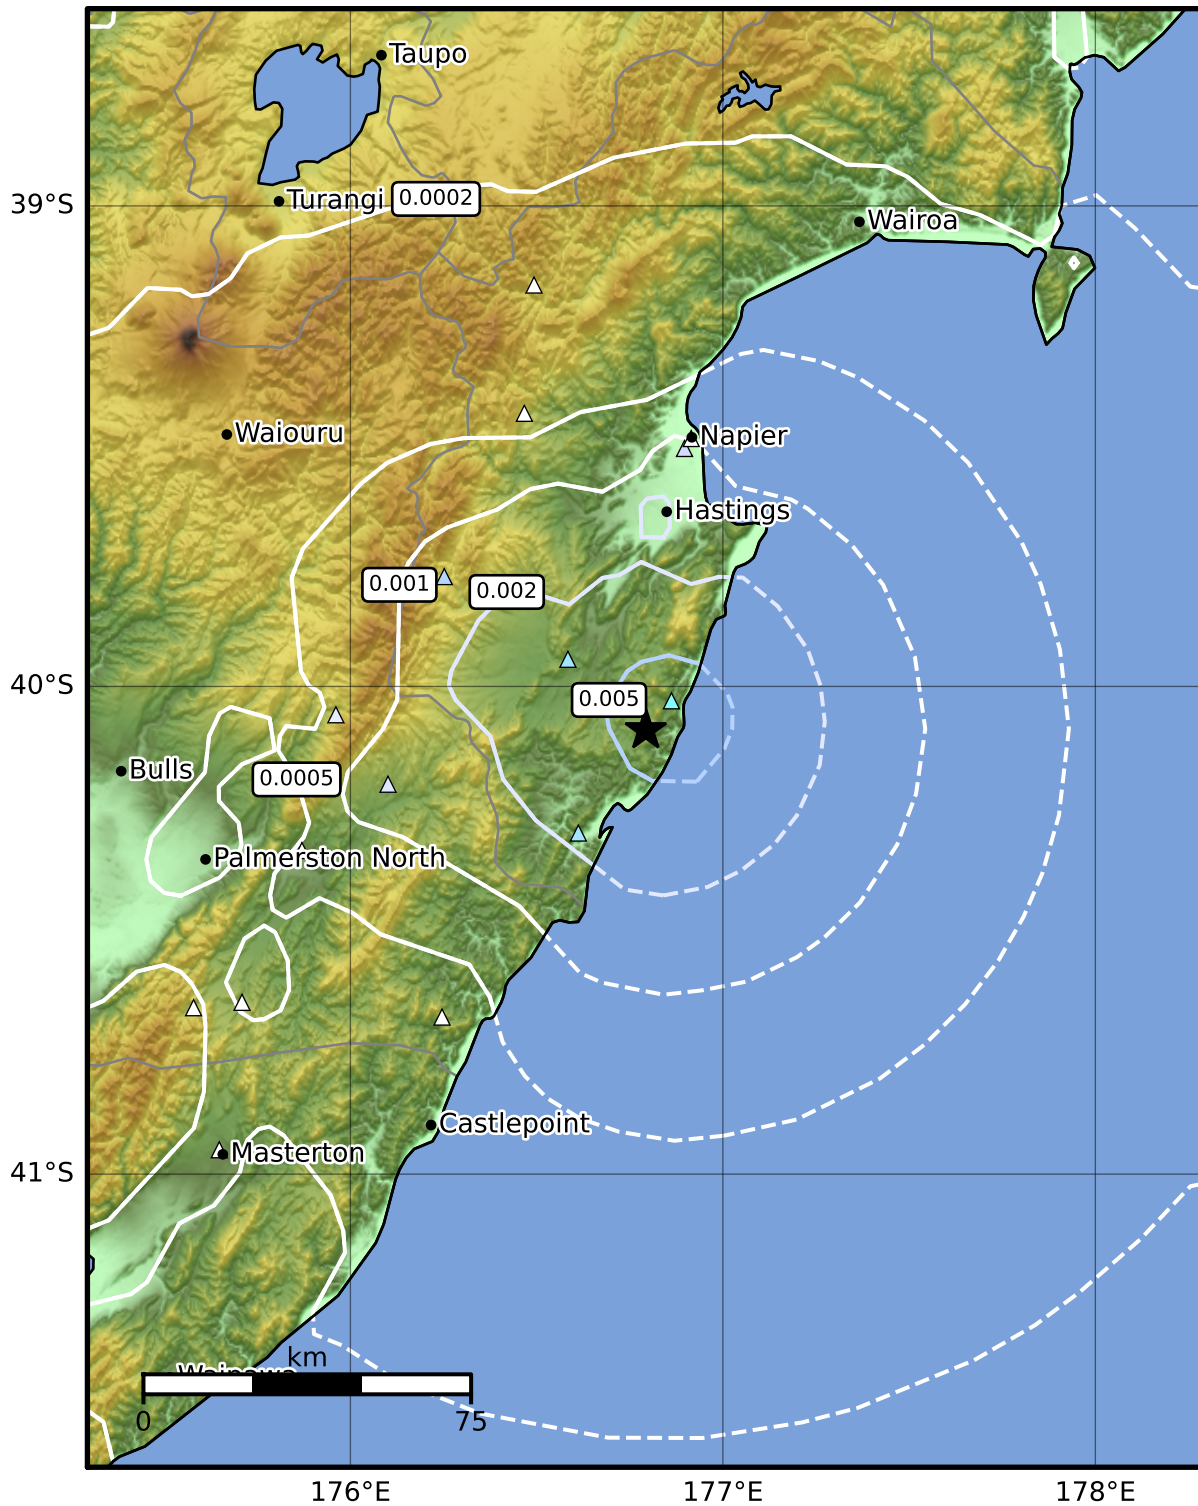 Taupo
39°S
Turangi
0.0002
Wairoa
Waiouru
Napier
Hastings
0.001
0.002
40°S
0.005
Bulls
0.0005
Palmerston North
Castlepoint
Masterton
41°S
km
0
75
176°E
177°E
178°E